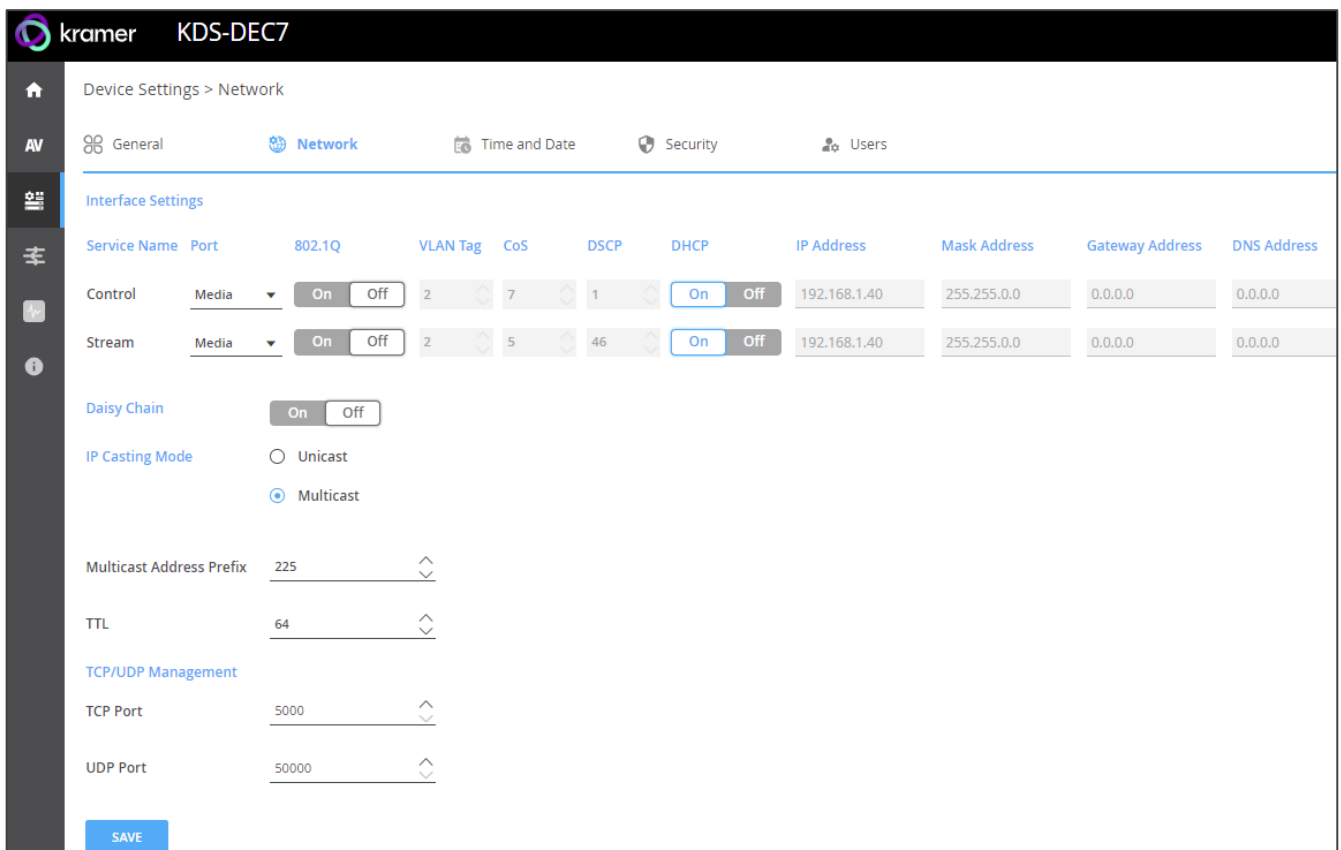 kramer KDS-DEC7
Device Settings > Network
AV
General Network Time and Date Security Users
Interface Settings
Service Name Port 802.1Q VLAN Tag CoS DSCP DHCP IP Address Mask Address Gateway Address DNS Address
Control Media On Off 2 7 1 On Off 192.168.1.40 255.255.0.0 0.0.0.0 0.0.0.0
Stream Media On Off 2 5 46 On Off 192.168.1.40 255.255.0.0 0.0.0.0 0.0.0.0
Daisy Chain On Off
IP Casting Mode Unicast
Multicast
Multicast Address Prefix 225
TTL 64
TCP/UDP Management
TCP Port 5000
UDP Port 50000
SAVE